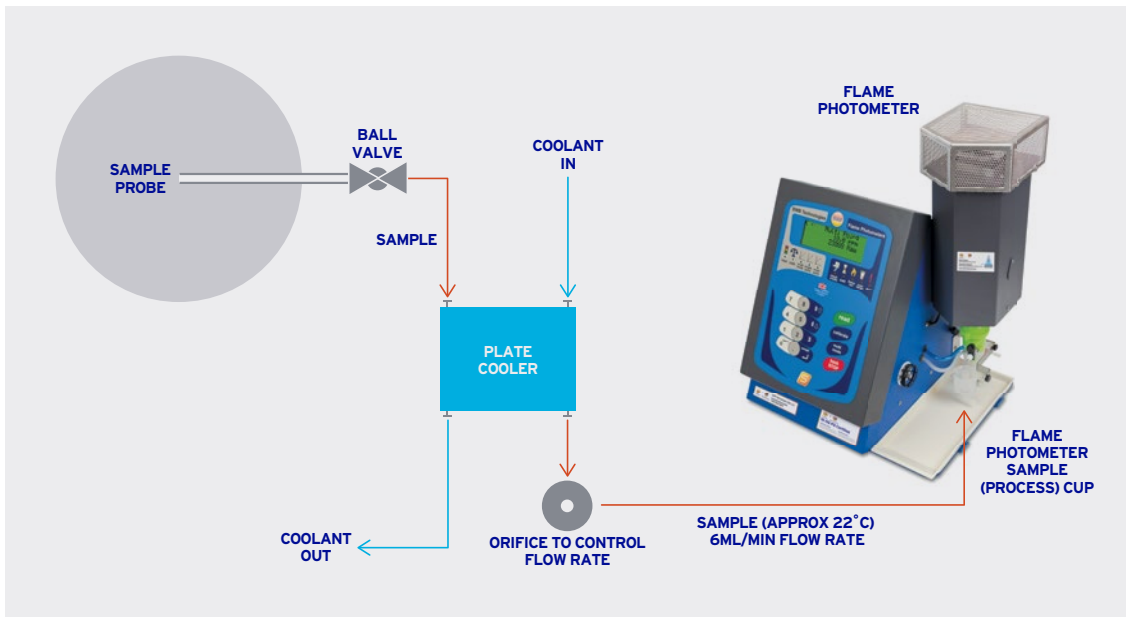 SAMPLE
PROBE
BALL
VALVE
SAMPLE
COOLANT
IN
PLATE
COOLER
COOLANT
OUT
ORIFICE TO CONTROL
FLOW RATE
SAMPLE (APPROX 22˚C)
6ML/MIN FLOW RATE
FLAME
PHOTOMETER
FLAME
PHOTOMETER
SAMPLE
(PROCESS) CUP